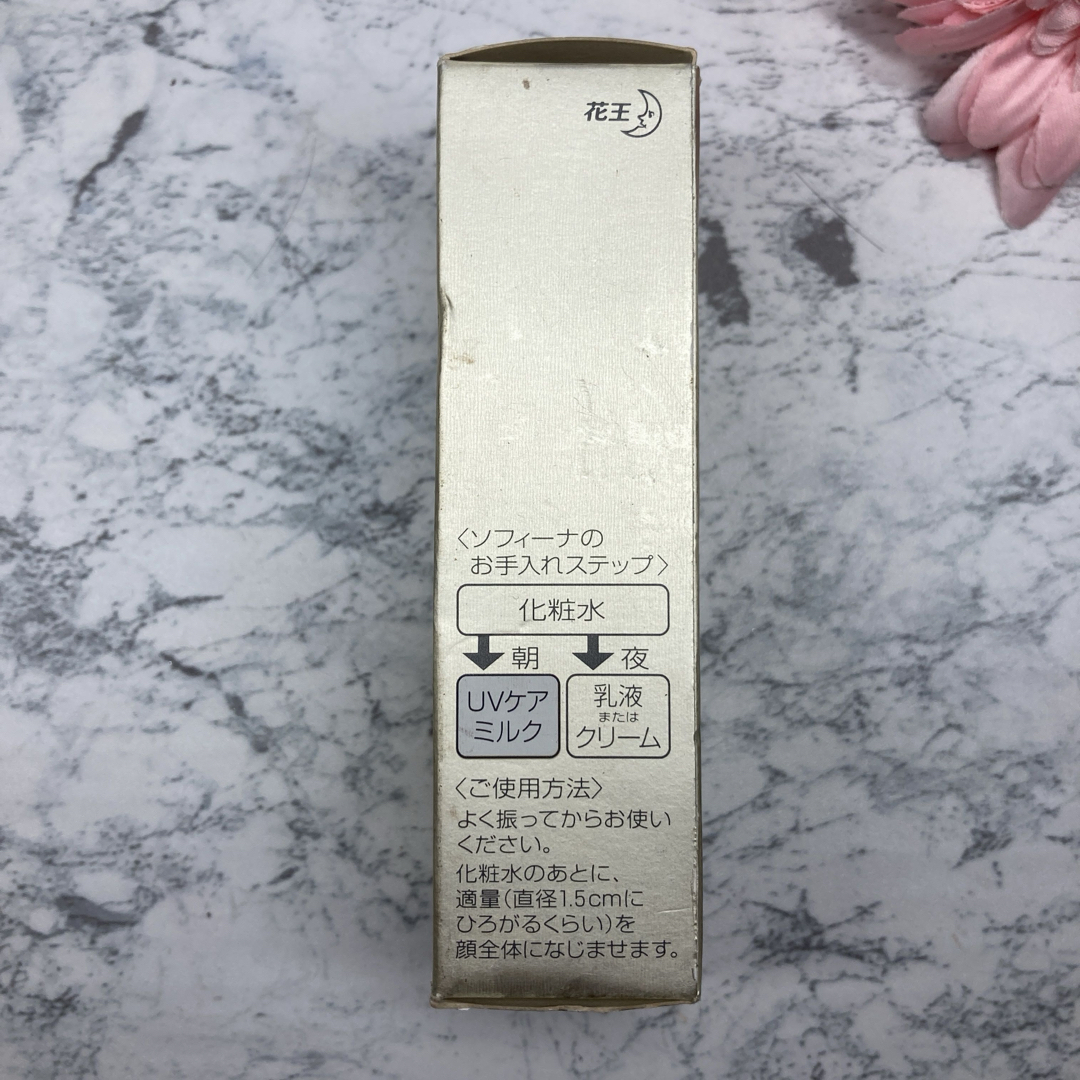 花王
〈ソフィーナの
お手入れステップ〉
化粧水
朝 夜
UVケア
ミルク
乳液
または
クリーム
〈ご使用方法〉
よく振ってからお使い
ください。
化粧水のあとに、
適量(直径1.5cmに
ひろがるくらい)を
顔全体になじませます。